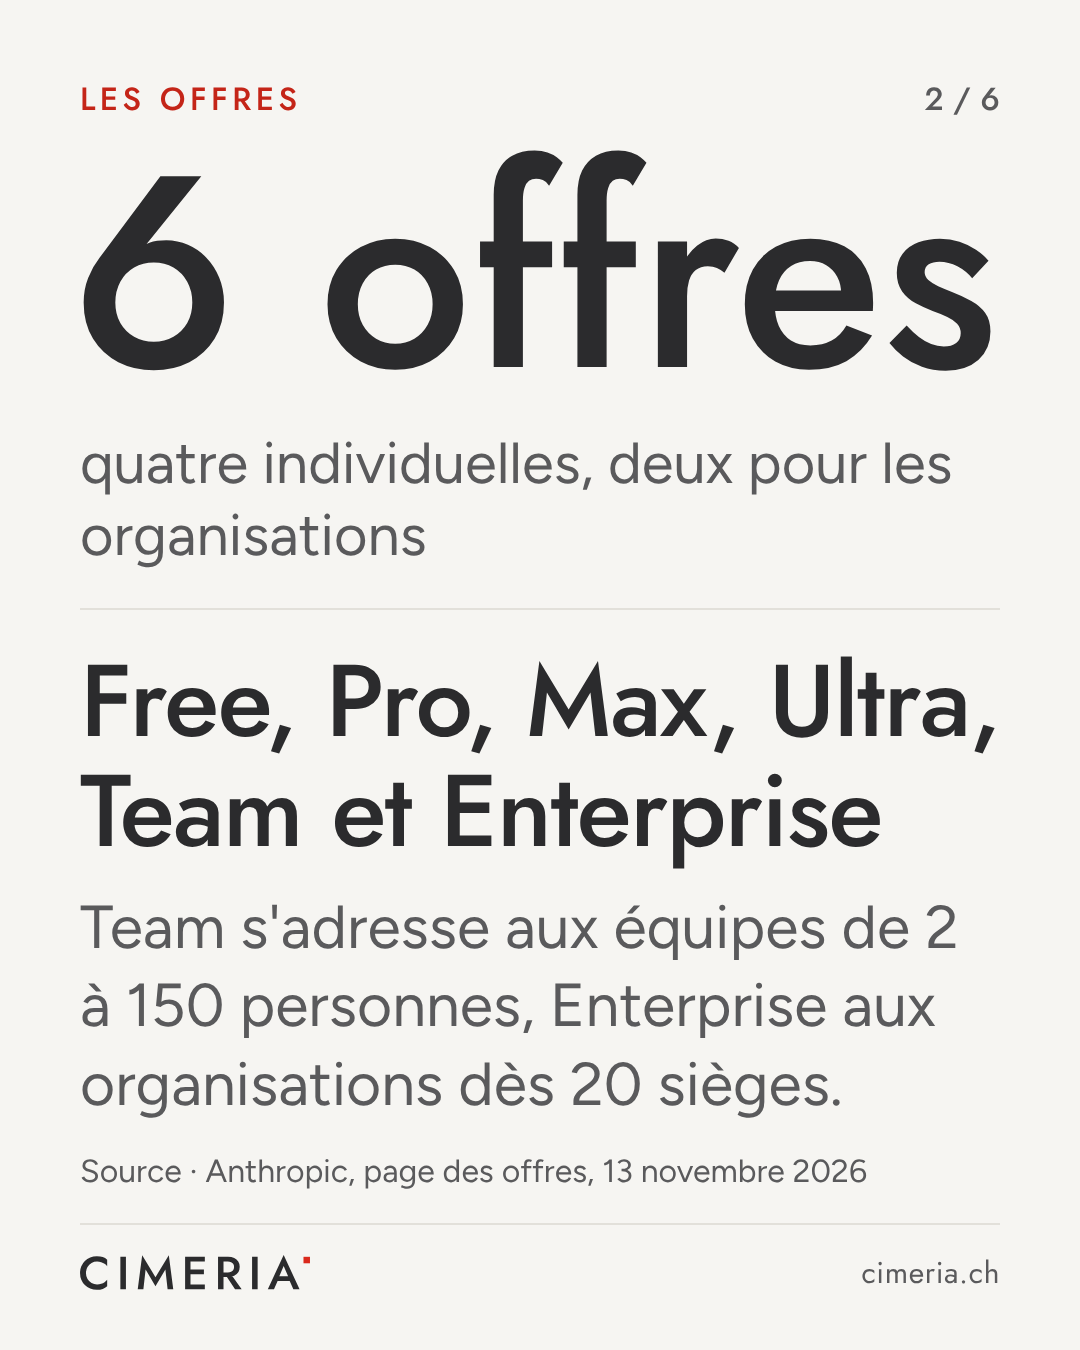 LES OFFRES
2 / 6
6 offres
quatre individuelles, deux pour les
organisations
Free, Pro, Max, Ultra,
Team et Enterprise
Team s'adresse aux équipes de 2
à 150 personnes, Enterprise aux
organisations dès 20 sièges.
Source · Anthropic, page des offres, 13 novembre 2026
CIMERIA
cimeria.ch